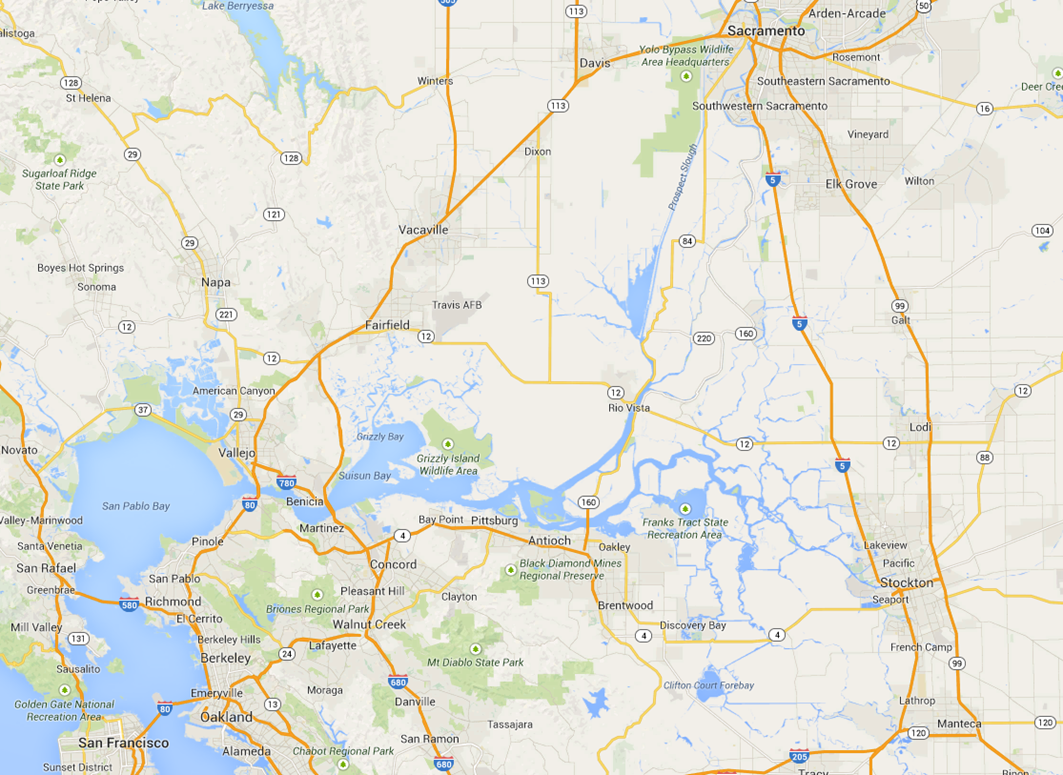 Lake Berryessa
113
Arden-Arcade
50
Sacramento
alistoga
Davis
Yolo Bypass Wildlife
Area Headquarters
Rosemont
128
Winters
Southeastern Sacramento
Deer Cree
St Helena
113
Southwestern Sacramento
16
Vineyard
29
Dixon
128
Sugarloaf Ridge
State Park
Prospect Slough
5
Elk Grove
Wilton
121
Vacaville
104
29
84
Boyes Hot Springs
Napa
113
Sonoma
Travis AFB
99
221
Galt
12
Fairfield
12
5
220
160
12
American Canyon
12
12
37
29
Rio Vista
Lodi
Grizzly Bay
12
12
Novato
Vallejo
Grizzly Island
Wildlife Area
88
5
Suisun Bay
780
San Pablo Bay
80
Benicia
160
Valley-Marinwood
Martinez
Bay Point
Pittsburg
Franks Tract State
Recreation Area
4
Santa Venetia
Pinole
Antioch
Oakley
Lakeview
San Rafael
Concord
Black Diamond Mines
Regional Preserve
Pacific
San Pablo
Stockton
Greenbrae
Pleasant Hill
580
Richmond
Briones Regional Park
Clayton
Brentwood
Seaport
El Cerrito
Mill Valley
Walnut Creek
Discovery Bay
131
Berkeley Hills
Lafayette
4
4
French Camp
24
Berkeley
Mt Diablo State Park
99
Sausalito
680
Clifton Court Forebay
Golden Gate National
Recreation Area
Emeryville
Moraga
Danville
Lathrop
80
13
Oakland
Tassajara
Manteca
120
120
San Francisco
San Ramon
Alameda
Chabot Regional Park
205
Sunset District
680
Tracy